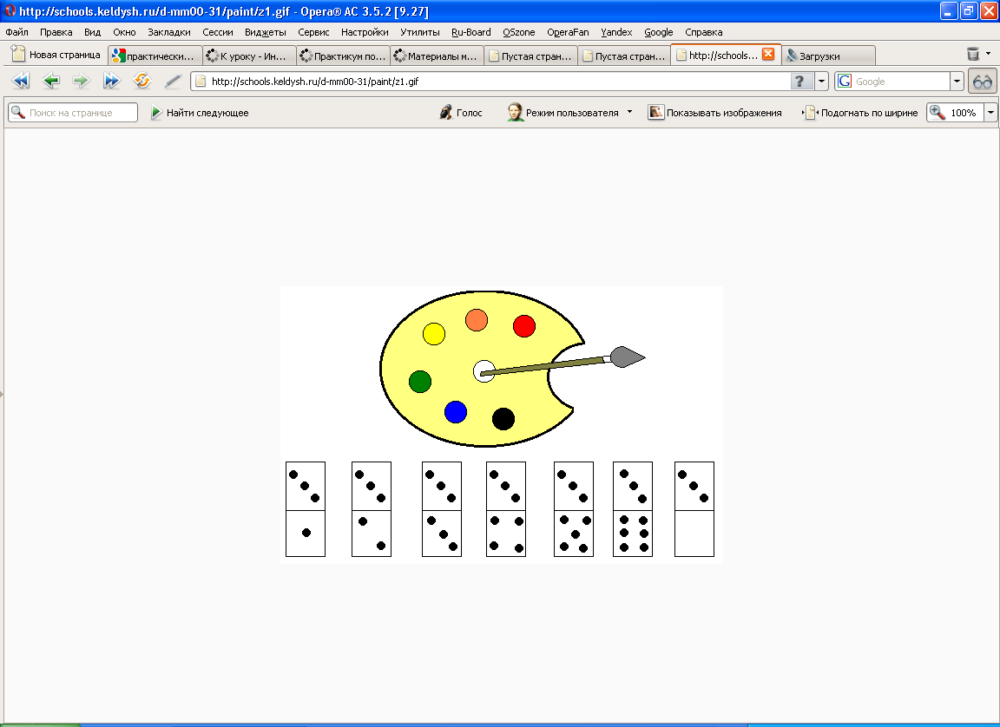 http://schools.keldysh.ru/d-mm00-31/paint/z1.gif - Opera® AC 3.5.2 [9.27]
Файл Правка Вид Окно Закладки Сессии Виджеты Сервис Настройки Утилиты Ru-Board OSzone OperaFan Yandex Google Справка
Новая страница практически... К уроку - Ин... Практикум по... Материалы м... Пустая стран... Пустая стран... http://schools... Загрузки
http://schools.keldysh.ru/d-mm00-31/paint/z1.gif ? G Google
Поиск на странице Найти следующее Голос Режим пользователя Показывать изображения Подогнать по ширине 100%